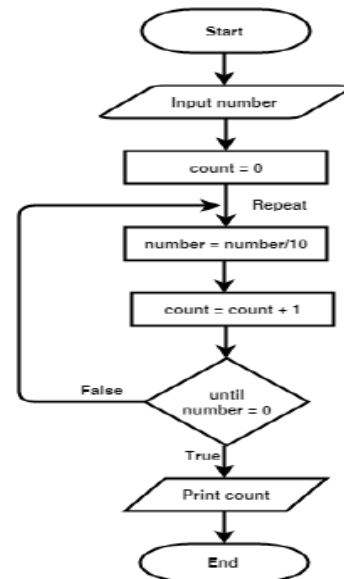 Start
Input number
count = 0
Repeat
number = number/10
count = count + 1
False
until
number = 0
True
Print count
End